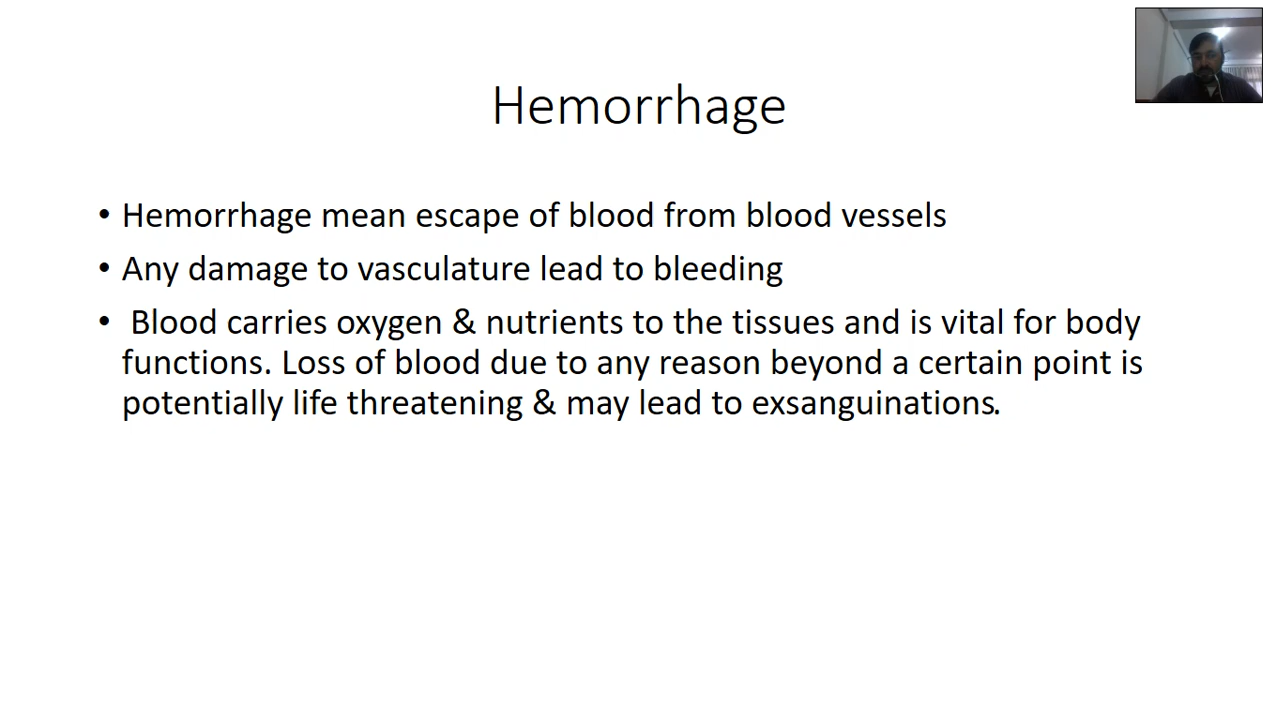 Hemorrhage
• Hemorrhage mean escape of blood from blood vessels
• Any damage to vasculature lead to bleeding
• Blood carries oxygen & nutrients to the tissues and is vital for body
functions. Loss of blood due to any reason beyond a certain point is
potentially life threatening & may lead to exsanguinations.